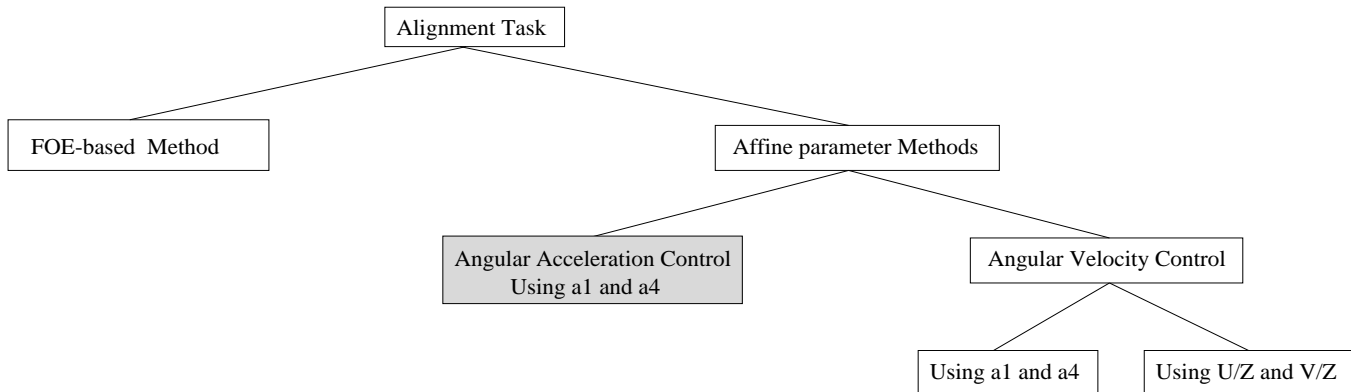 Alignment Task
FOE-based Method
Affine parameter Methods
Angular Acceleration Control
Using a1 and a4
Angular Velocity Control
Using a1 and a4
Using U/Z and V/Z